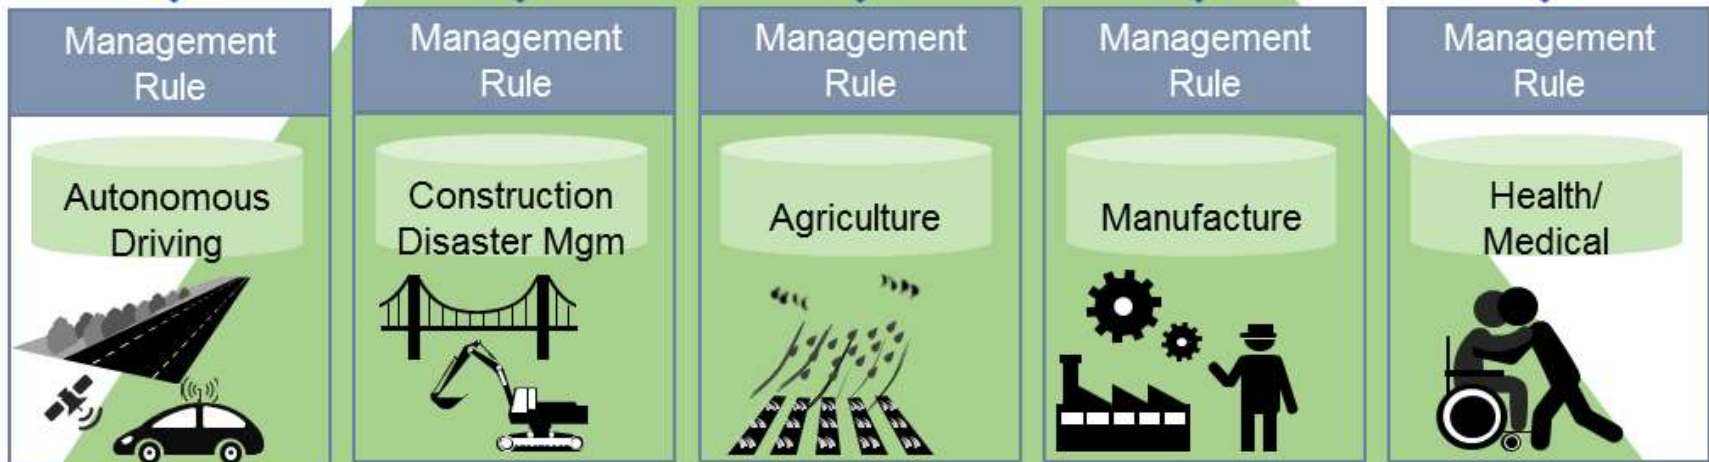 Management
Rule
Management
Rule
Management
Rule
Management
Rule
Management
Rule
Autonomous
Driving
Construction
Disaster Mgm
Agriculture
Manufacture
Health/
Medical